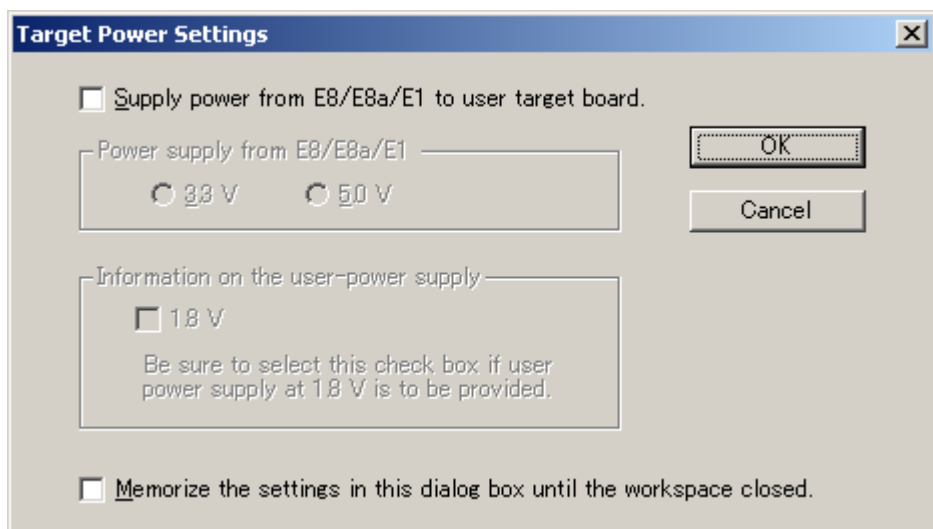 Target Power Settings
Supply power from E8/E8a/E1 to user target board.
Power supply from E8/E8a/E1
3.3 V
5.0 V
OK
Cancel
Information on the user-power supply
1.8 V
Be sure to select this check box if user
power supply at 1.8 V is to be provided.
Memorize the settings in this dialog box until the workspace closed.